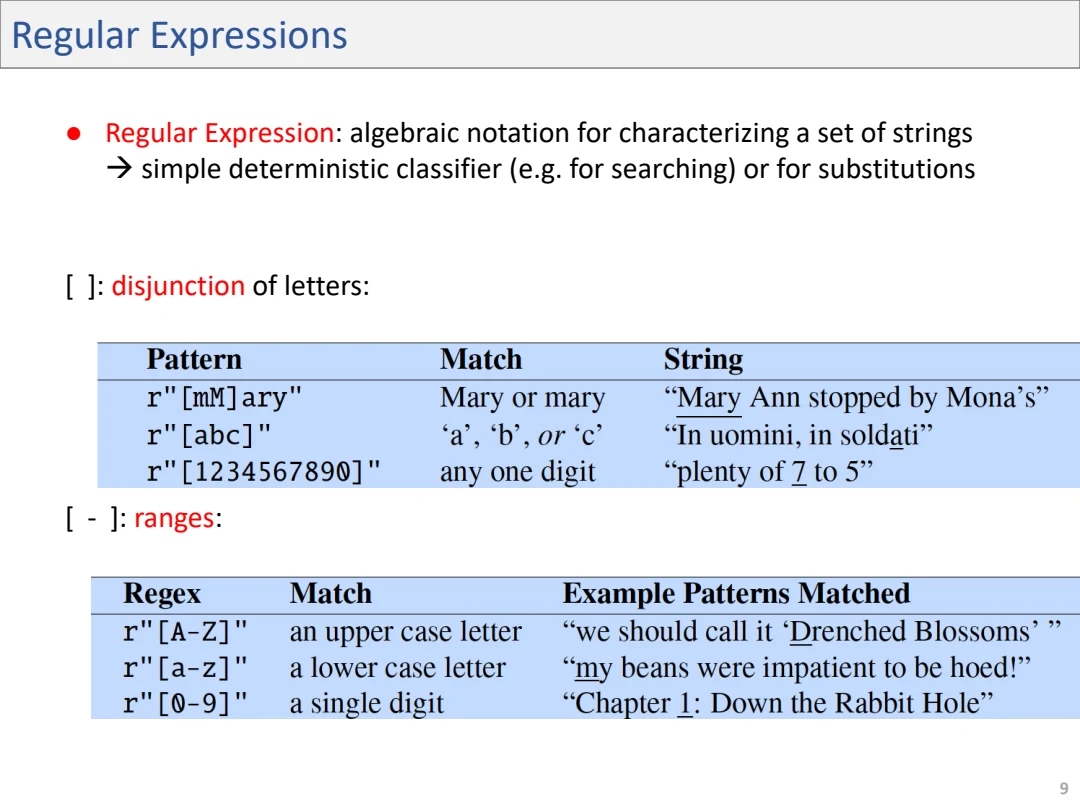 Regular Expressions
● Regular Expression: algebraic notation for characterizing a set of strings
→ simple deterministic classifier (e.g. for searching) or for substitutions
[ ]: disjunction of letters:
Pattern Match String
r"[mM]ary" Mary or mary “Mary Ann stopped by Mona’s”
r"[abc]" ‘a’, ‘b’, or ‘c’ “In uomini, in soldati”
r"[1234567890]" any one digit “plenty of 7 to 5”
[ - ]: ranges:
Regex Match Example Patterns Matched
r"[A-Z]" an upper case letter “we should call it ‘Drenched Blossoms’ ”
r"[a-z]" a lower case letter “my beans were impatient to be hoed!”
r"[0-9]" a single digit “Chapter 1: Down the Rabbit Hole”
9